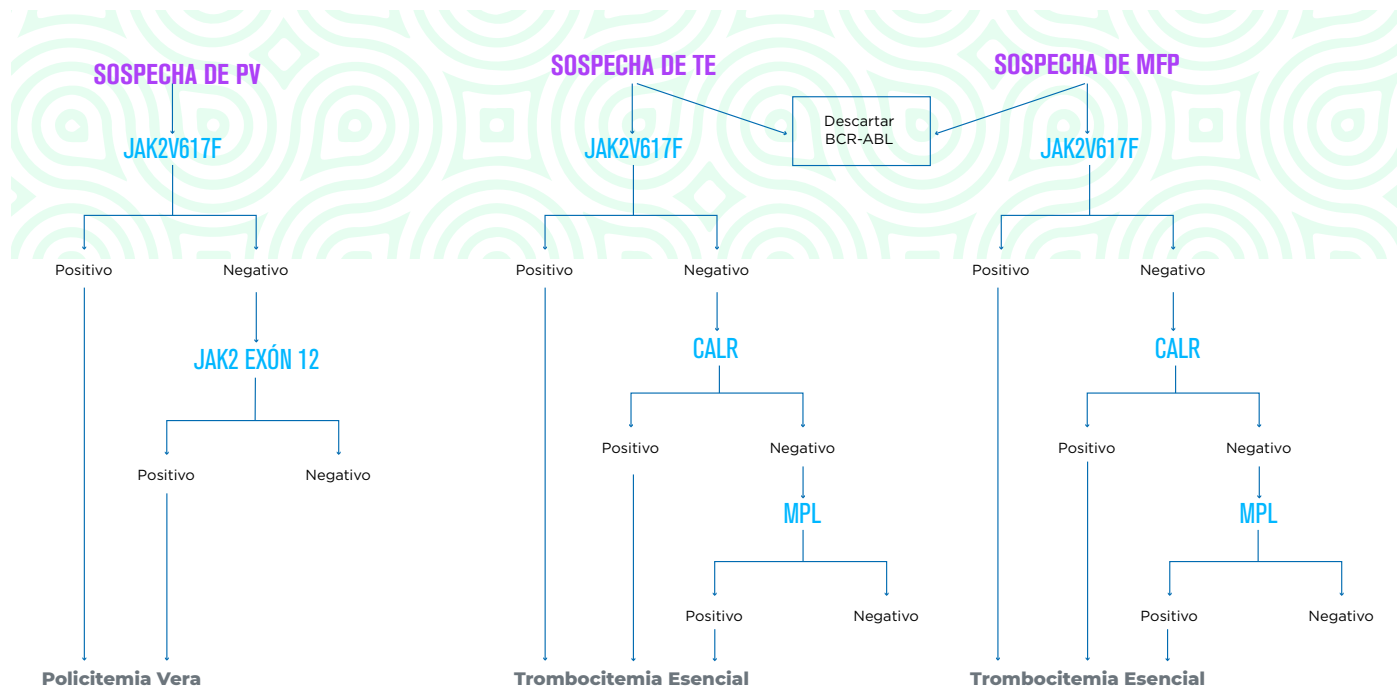 SOSPECHA DE PV
JAK2V617F
Positivo
Negativo
JAK2 EXÓN 12
Positivo
Negativo
Policitemia Vera
SOSPECHA DE TE
Descartar
BCR-ABL
JAK2V617F
Positivo
Negativo
CALR
Positivo
Negativo
MPL
Positivo
Negativo
Trombocitemia Esencial
SOSPECHA DE MFP
JAK2V617F
Positivo
Negativo
CALR
Positivo
Negativo
MPL
Positivo
Negativo
Trombocitemia Esencial